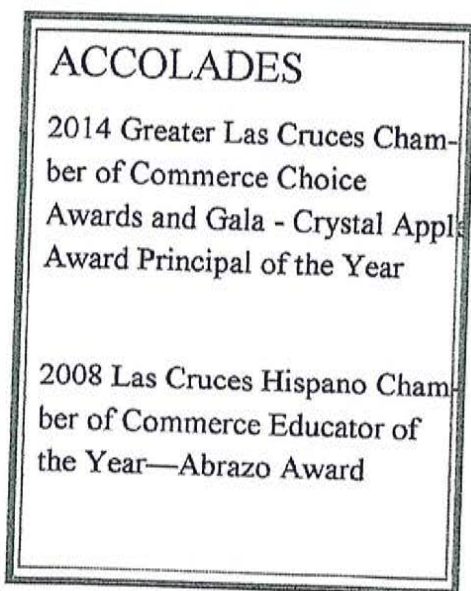 ACCOLADES
2014 Greater Las Cruces Cham-
ber of Commerce Choice
Awards and Gala - Crystal Apple
Award Principal of the Year
2008 Las Cruces Hispano Cham-
ber of Commerce Educator of
the Year—Abrazo Award